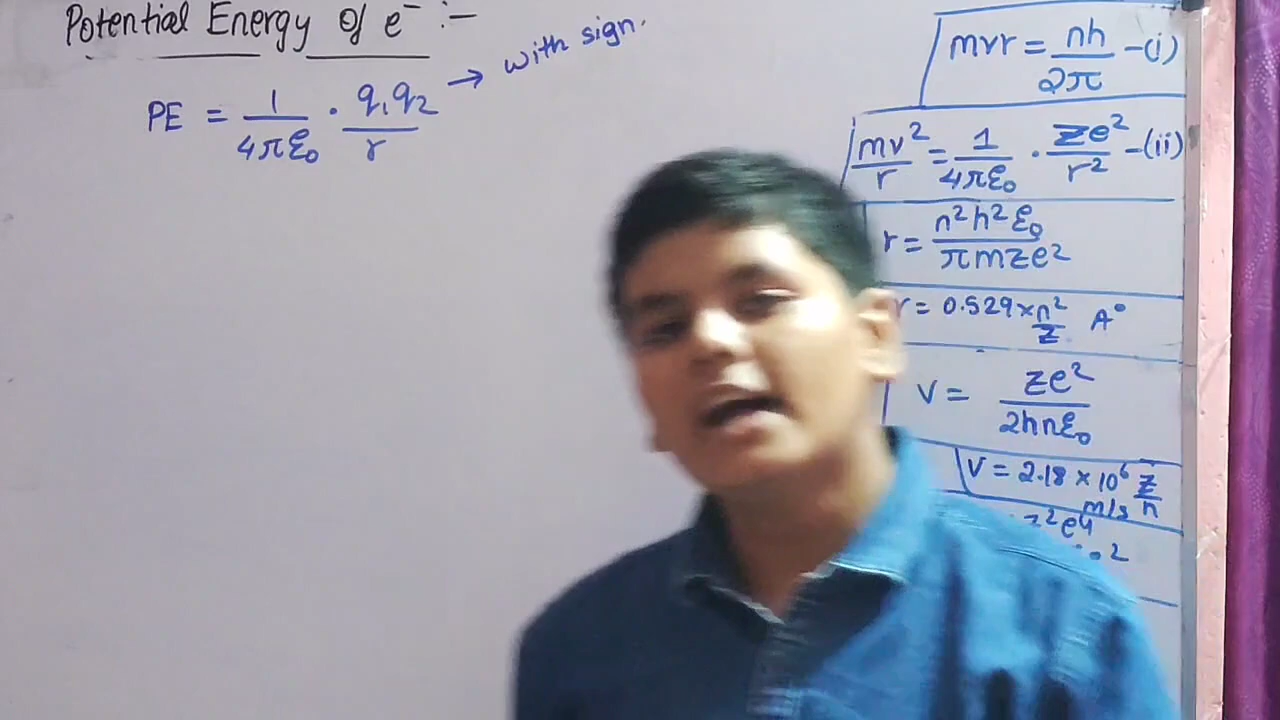 Potential Energy of e⁻ :-
PE = 1/4πε₀ · q₁q₂/r → with sign.
mvr = nh/2π -(i)
mv²/r = 1/4πε₀ · ze²/r² -(ii)
r = n²h²ε₀/πmze²
r = 0.529 × n²/z A°
V = ze²/2hnε₀
V = 2.18 × 10⁶ z/n m/s
z²e⁴